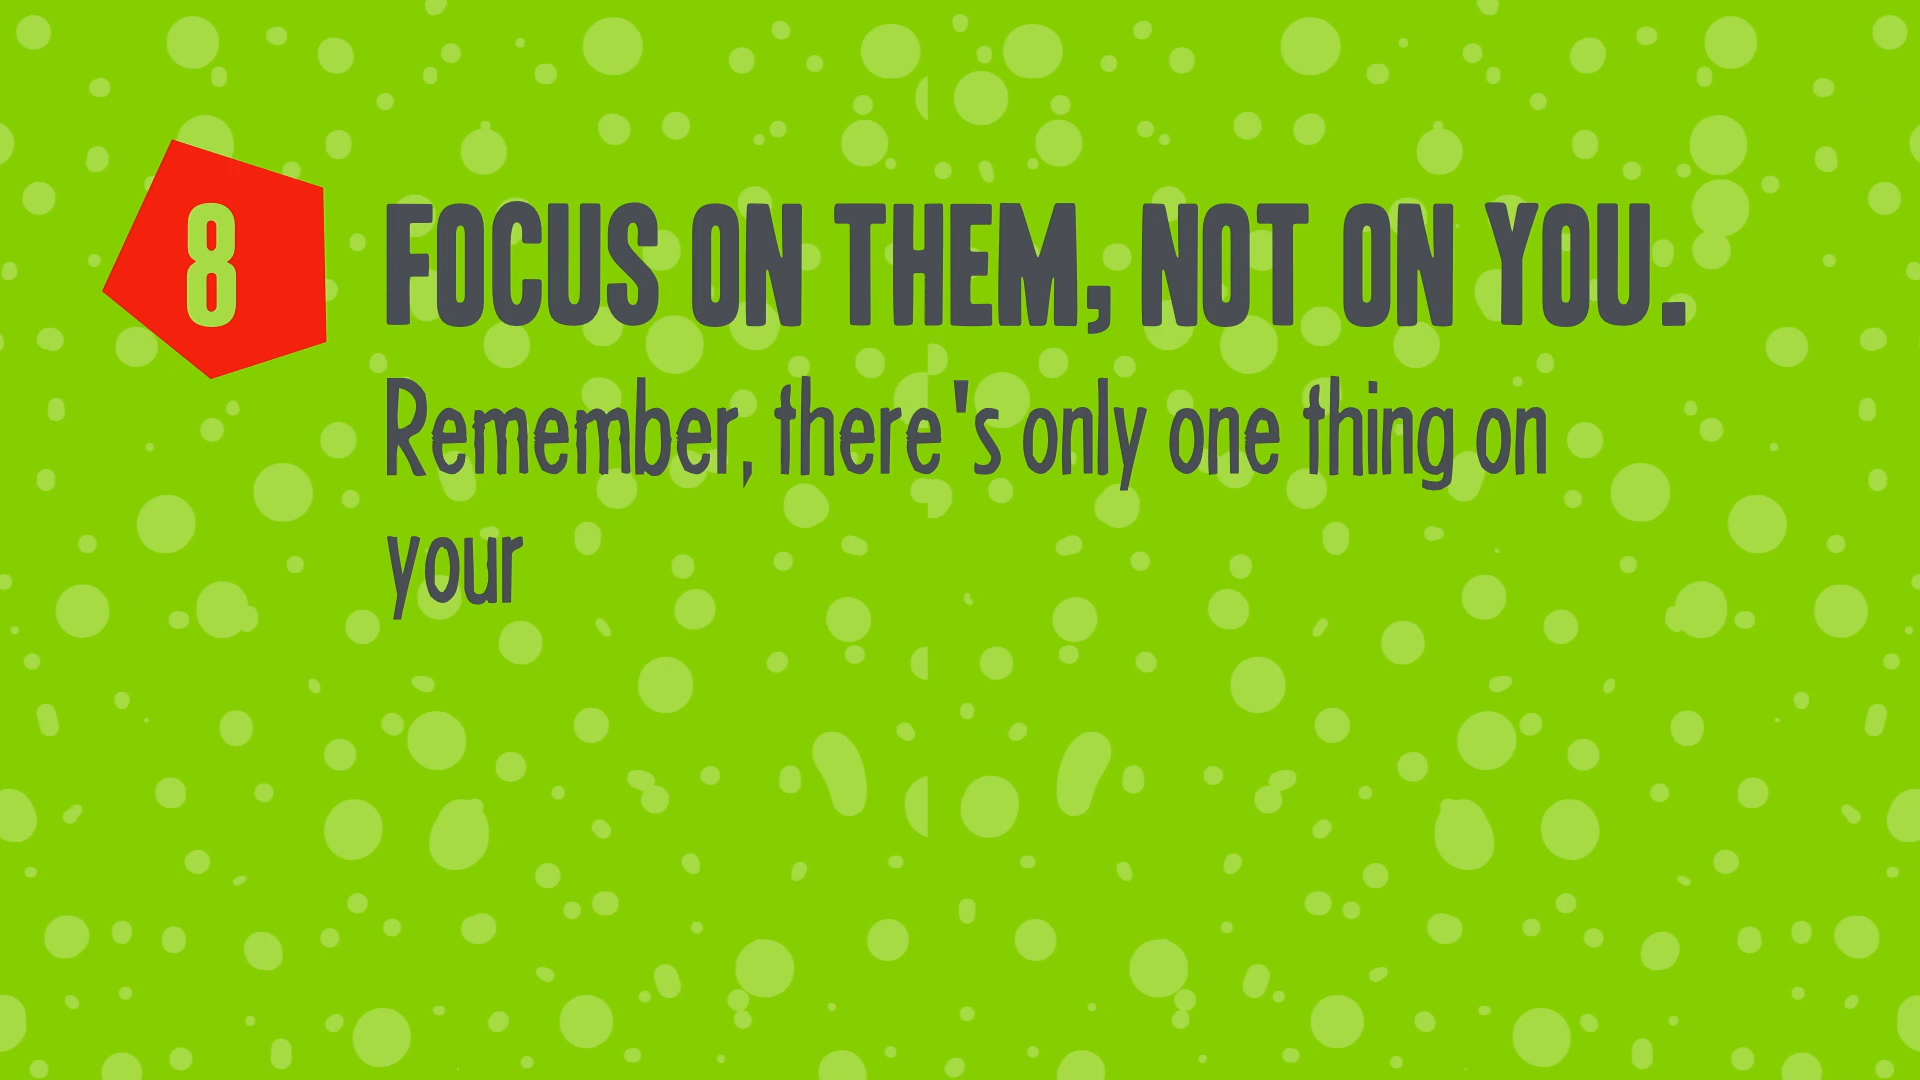 8
FOCUS ON THEM, NOT ON YOU.
Remember, there's only one thing on
your